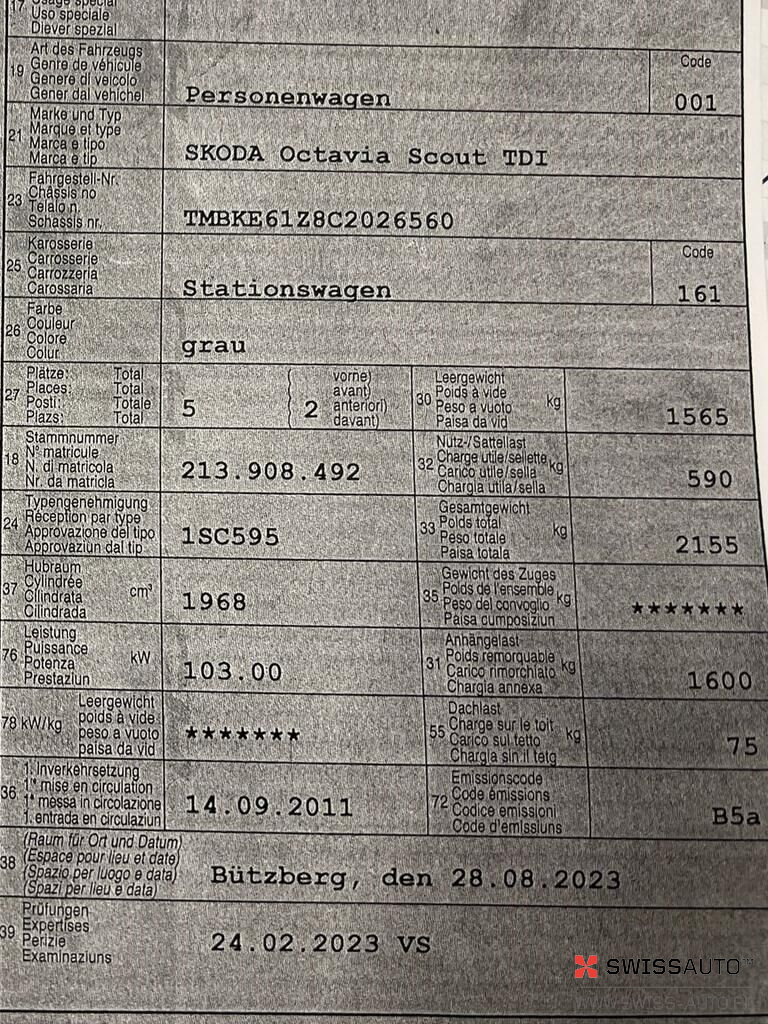 17 Usage spécial
Uso speciale
Diever spezial
19 Art des Fahrzeugs
Genre de véhicule
Genere di veicolo
Gener dal vehichel
Personenwagen
Code
001
21 Marke und Typ
Marque et type
Marca e tipo
Marca e tip
SKODA Octavia Scout TDI
23 Fahrgestell-Nr.
Châssis no
Telaio n.
Schassis nr.
TMBKE61Z8C2026560
25 Karosserie
Carrosserie
Carrozzeria
Carossaria
Stationswagen
Code
161
26 Farbe
Couleur
Colore
Colur
grau
27 Plätze: Total
Places: Total
Posti: Totale
Plazs: Total
5
2
vorne)
avant)
anteriori)
davant)
30 Leergewicht
Poids à vide
Peso a vuoto
Paisa da vid
kg
1565
18 Stammnummer
N° matricule
N. di matricola
Nr. da matricla
213.908.492
32 Nutz-/Sattellast
Charge utile/sellette
Carico utile/sella
Chargia utila/sella
kg
590
24 Typengenehmigung
Réception par type
Approvazione del tipo
Approvaziun dal tip
1SC595
33 Gesamtgewicht
Poids total
Peso totale
Paisa totala
kg
2155
37 Hubraum
Cylindrée
Cilindrata
Cilindrada
cm³
1968
35 Gewicht des Zuges
Poids de l'ensemble
Peso del convoglio
Paisa cumposiziun
kg
*******
76 Leistung
Puissance
Potenza
Prestaziun
kW
103.00
31 Anhängelast
Poids remorquable
Carico rimorchiato
Chargia annexa
kg
1600
78 kW/kg
Leergewicht
poids à vide
peso a vuoto
paisa da vid
*******
55 Dachlast
Charge sur le toit
Carico sul tetto
Chargia sin il tetg
kg
75
36 1. Inverkehrsetzung
1re mise en circulation
1a messa in circolazione
1. entrada en circulaziun
14.09.2011
72 Emissionscode
Code émissions
Codice emissioni
Code d'emissiuns
B5a
38 (Raum für Ort und Datum)
(Espace pour lieu et date)
(Spazio per luogo e data)
(Spazi per lieu e data)
Bützberg, den 28.08.2023
39 Prüfungen
Expertises
Perizie
Examinaziuns
24.02.2023 VS
SWISSAUTO